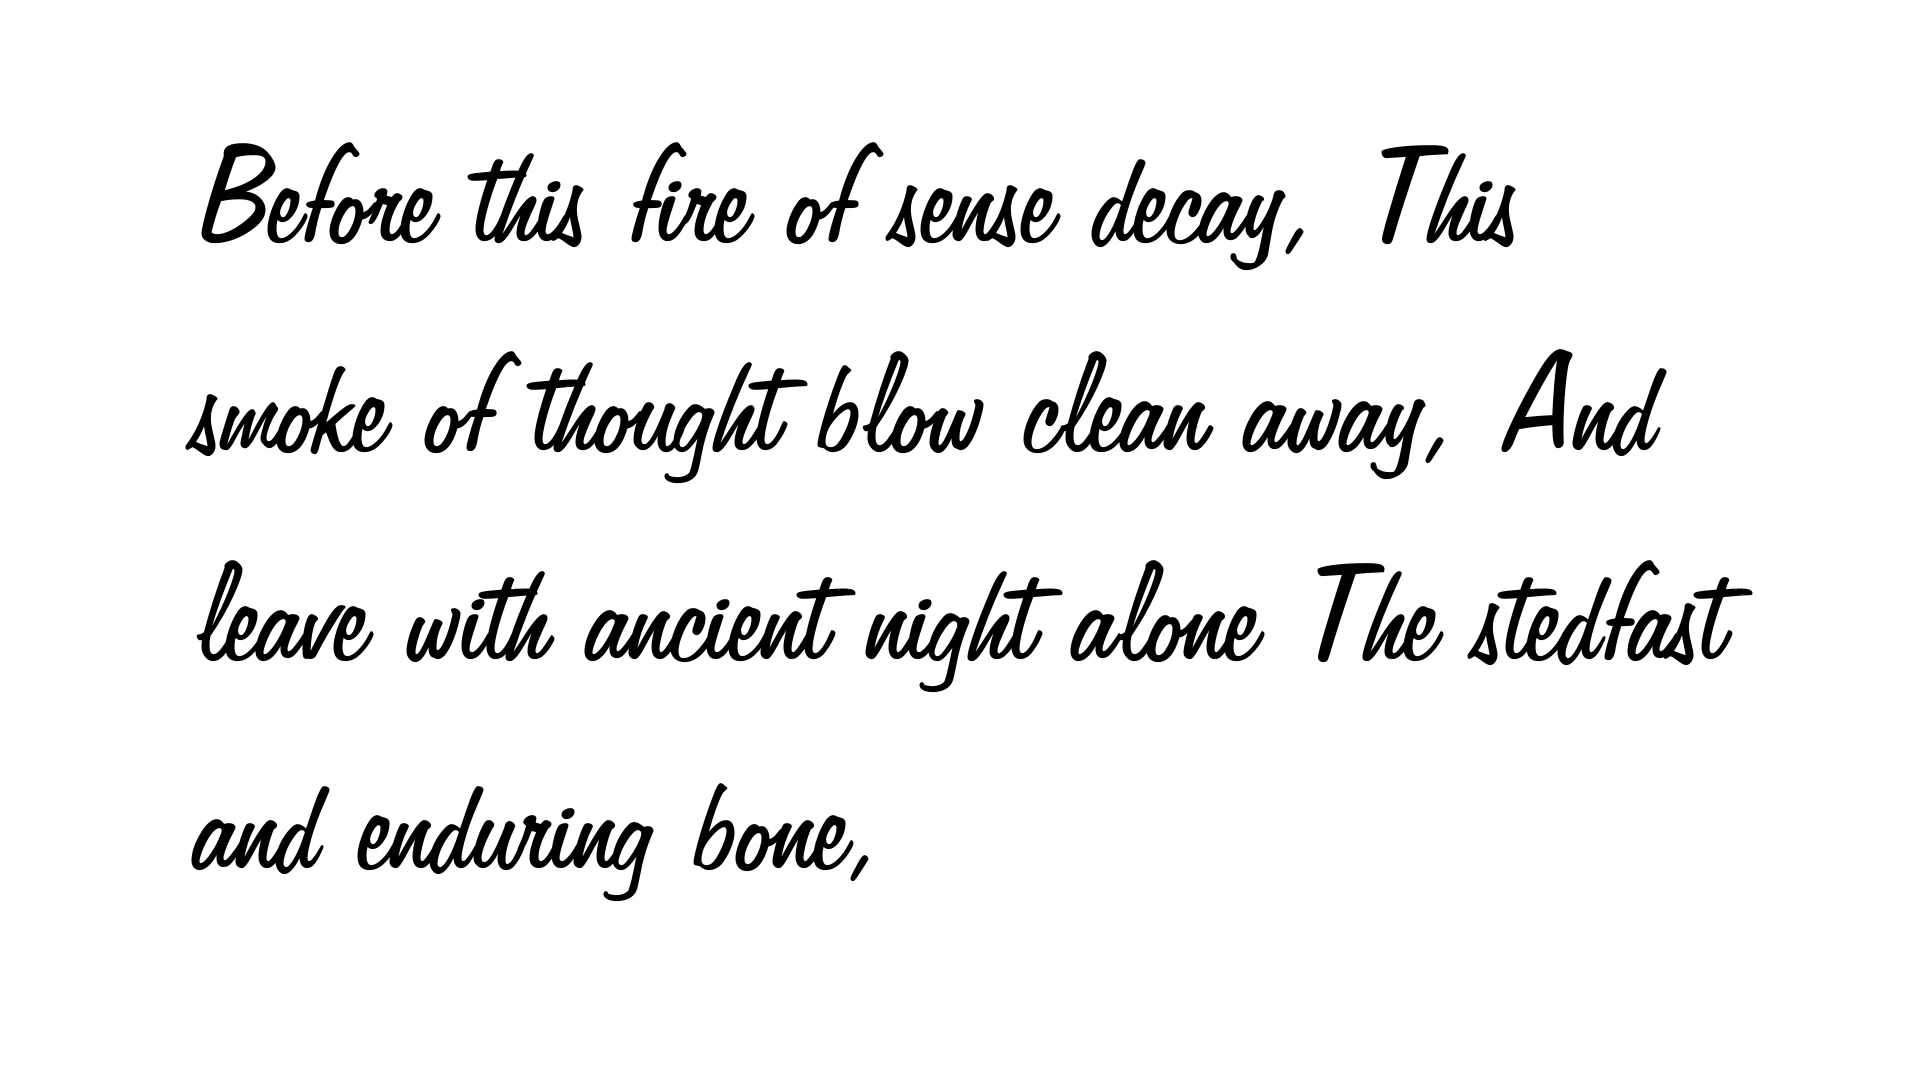 Before this fire of sense decay, This
smoke of thought blow clean away, And
leave with ancient night alone The stedfast
and enduring bone,